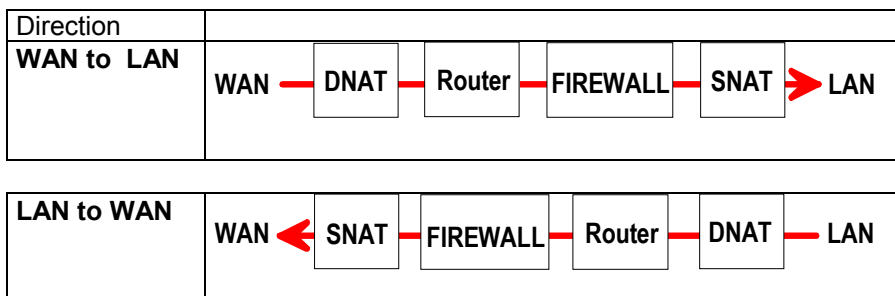 Direction
WAN to LAN
WAN DNAT Router FIREWALL SNAT LAN
LAN to WAN
WAN SNAT FIREWALL Router DNAT LAN